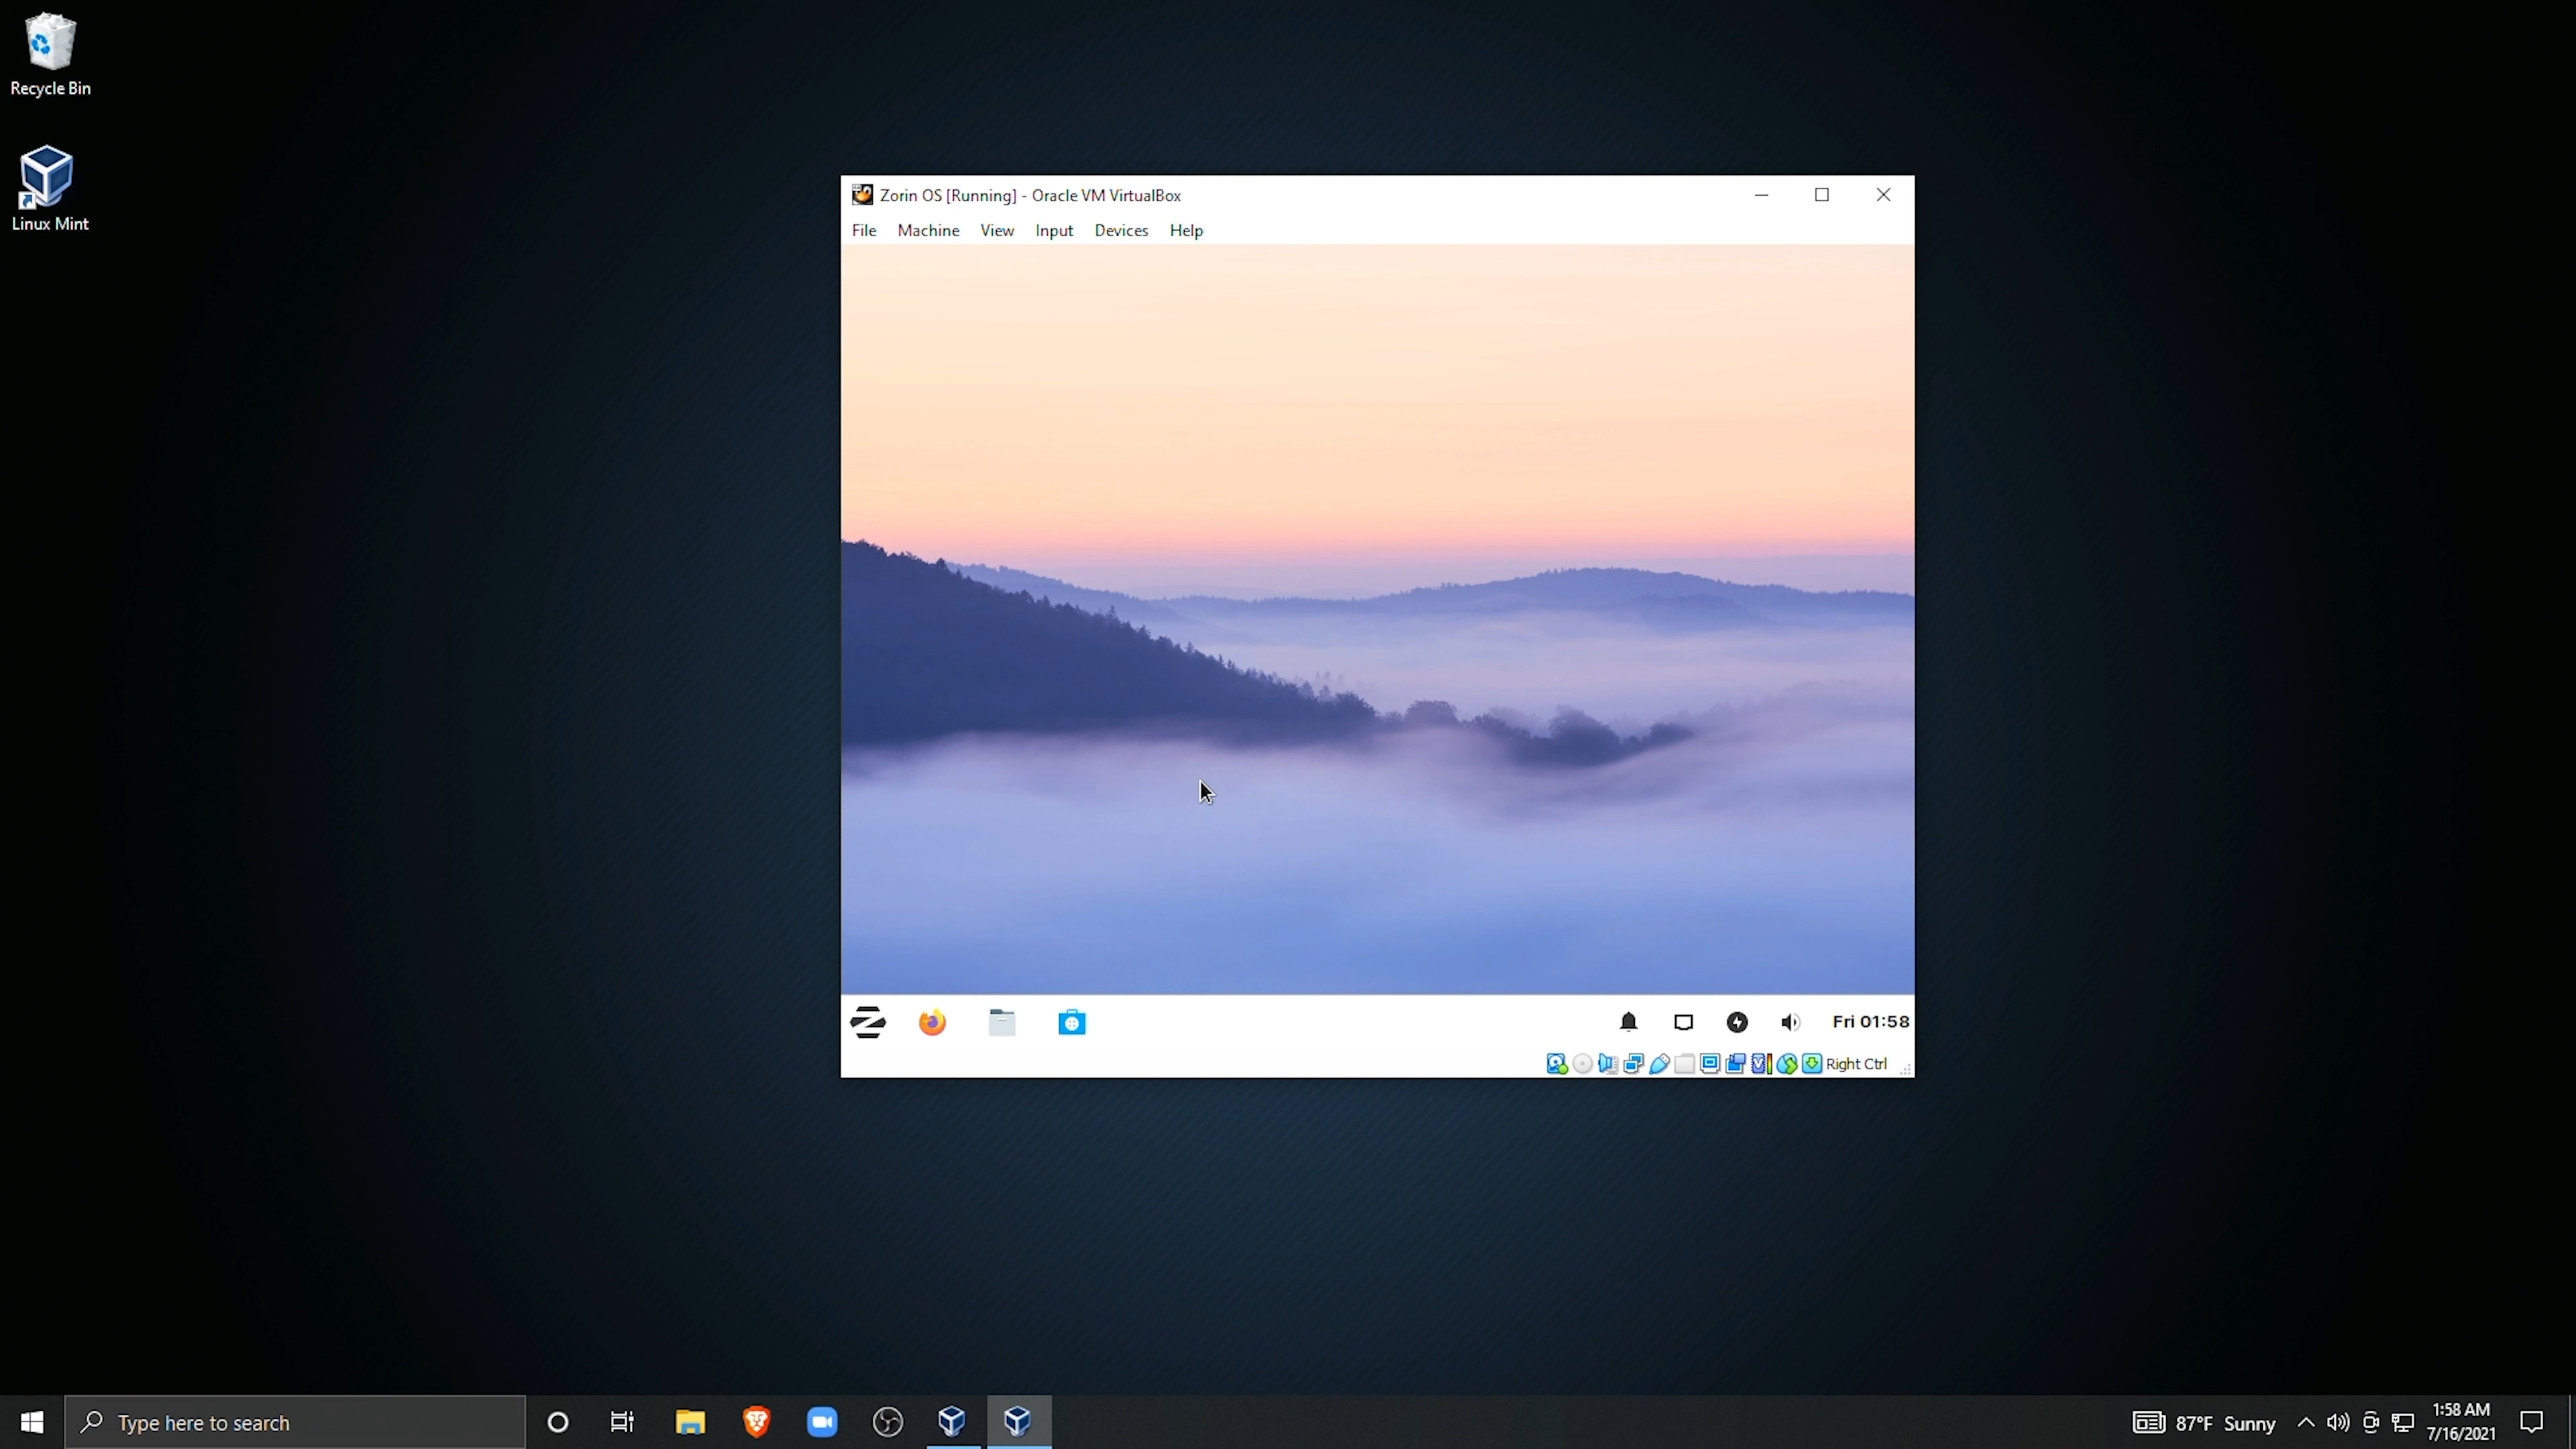 Recycle Bin
Linux Mint
Zorin OS [Running] - Oracle VM VirtualBox
File Machine View Input Devices Help
Fri 01:58
Right Ctrl
Type here to search
87°F Sunny
1:58 AM
7/16/2021